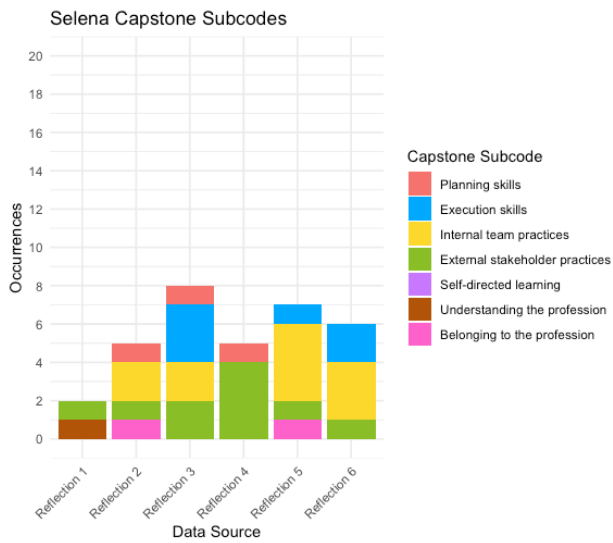 Selena Capstone Subcodes
20
18
16
14
12
10
8
6
4
2
0
Occurrences
Reflection 1
Reflection 2
Reflection 3
Reflection 4
Reflection 5
Reflection 6
Data Source
Capstone Subcode
Planning skills
Execution skills
Internal team practices
External stakeholder practices
Self-directed learning
Understanding the profession
Belonging to the profession